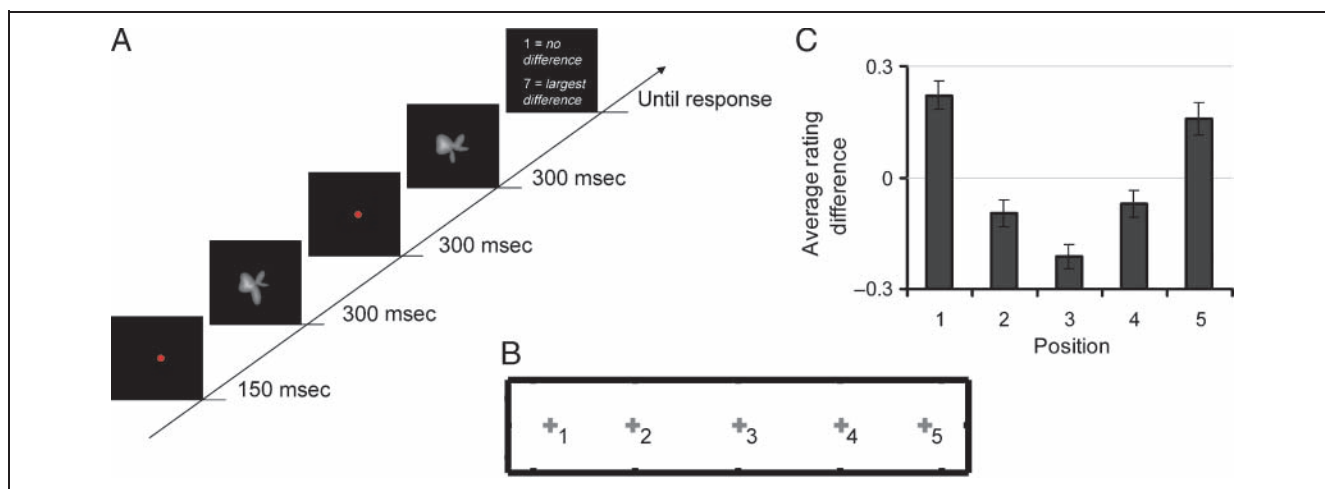 A
1 = no
difference
7 = largest
difference
Until response
300 msec
300 msec
300 msec
150 msec
B
1 2 3 4 5
C
Average rating
difference
0.3
0
–0.3
1 2 3 4 5
Position